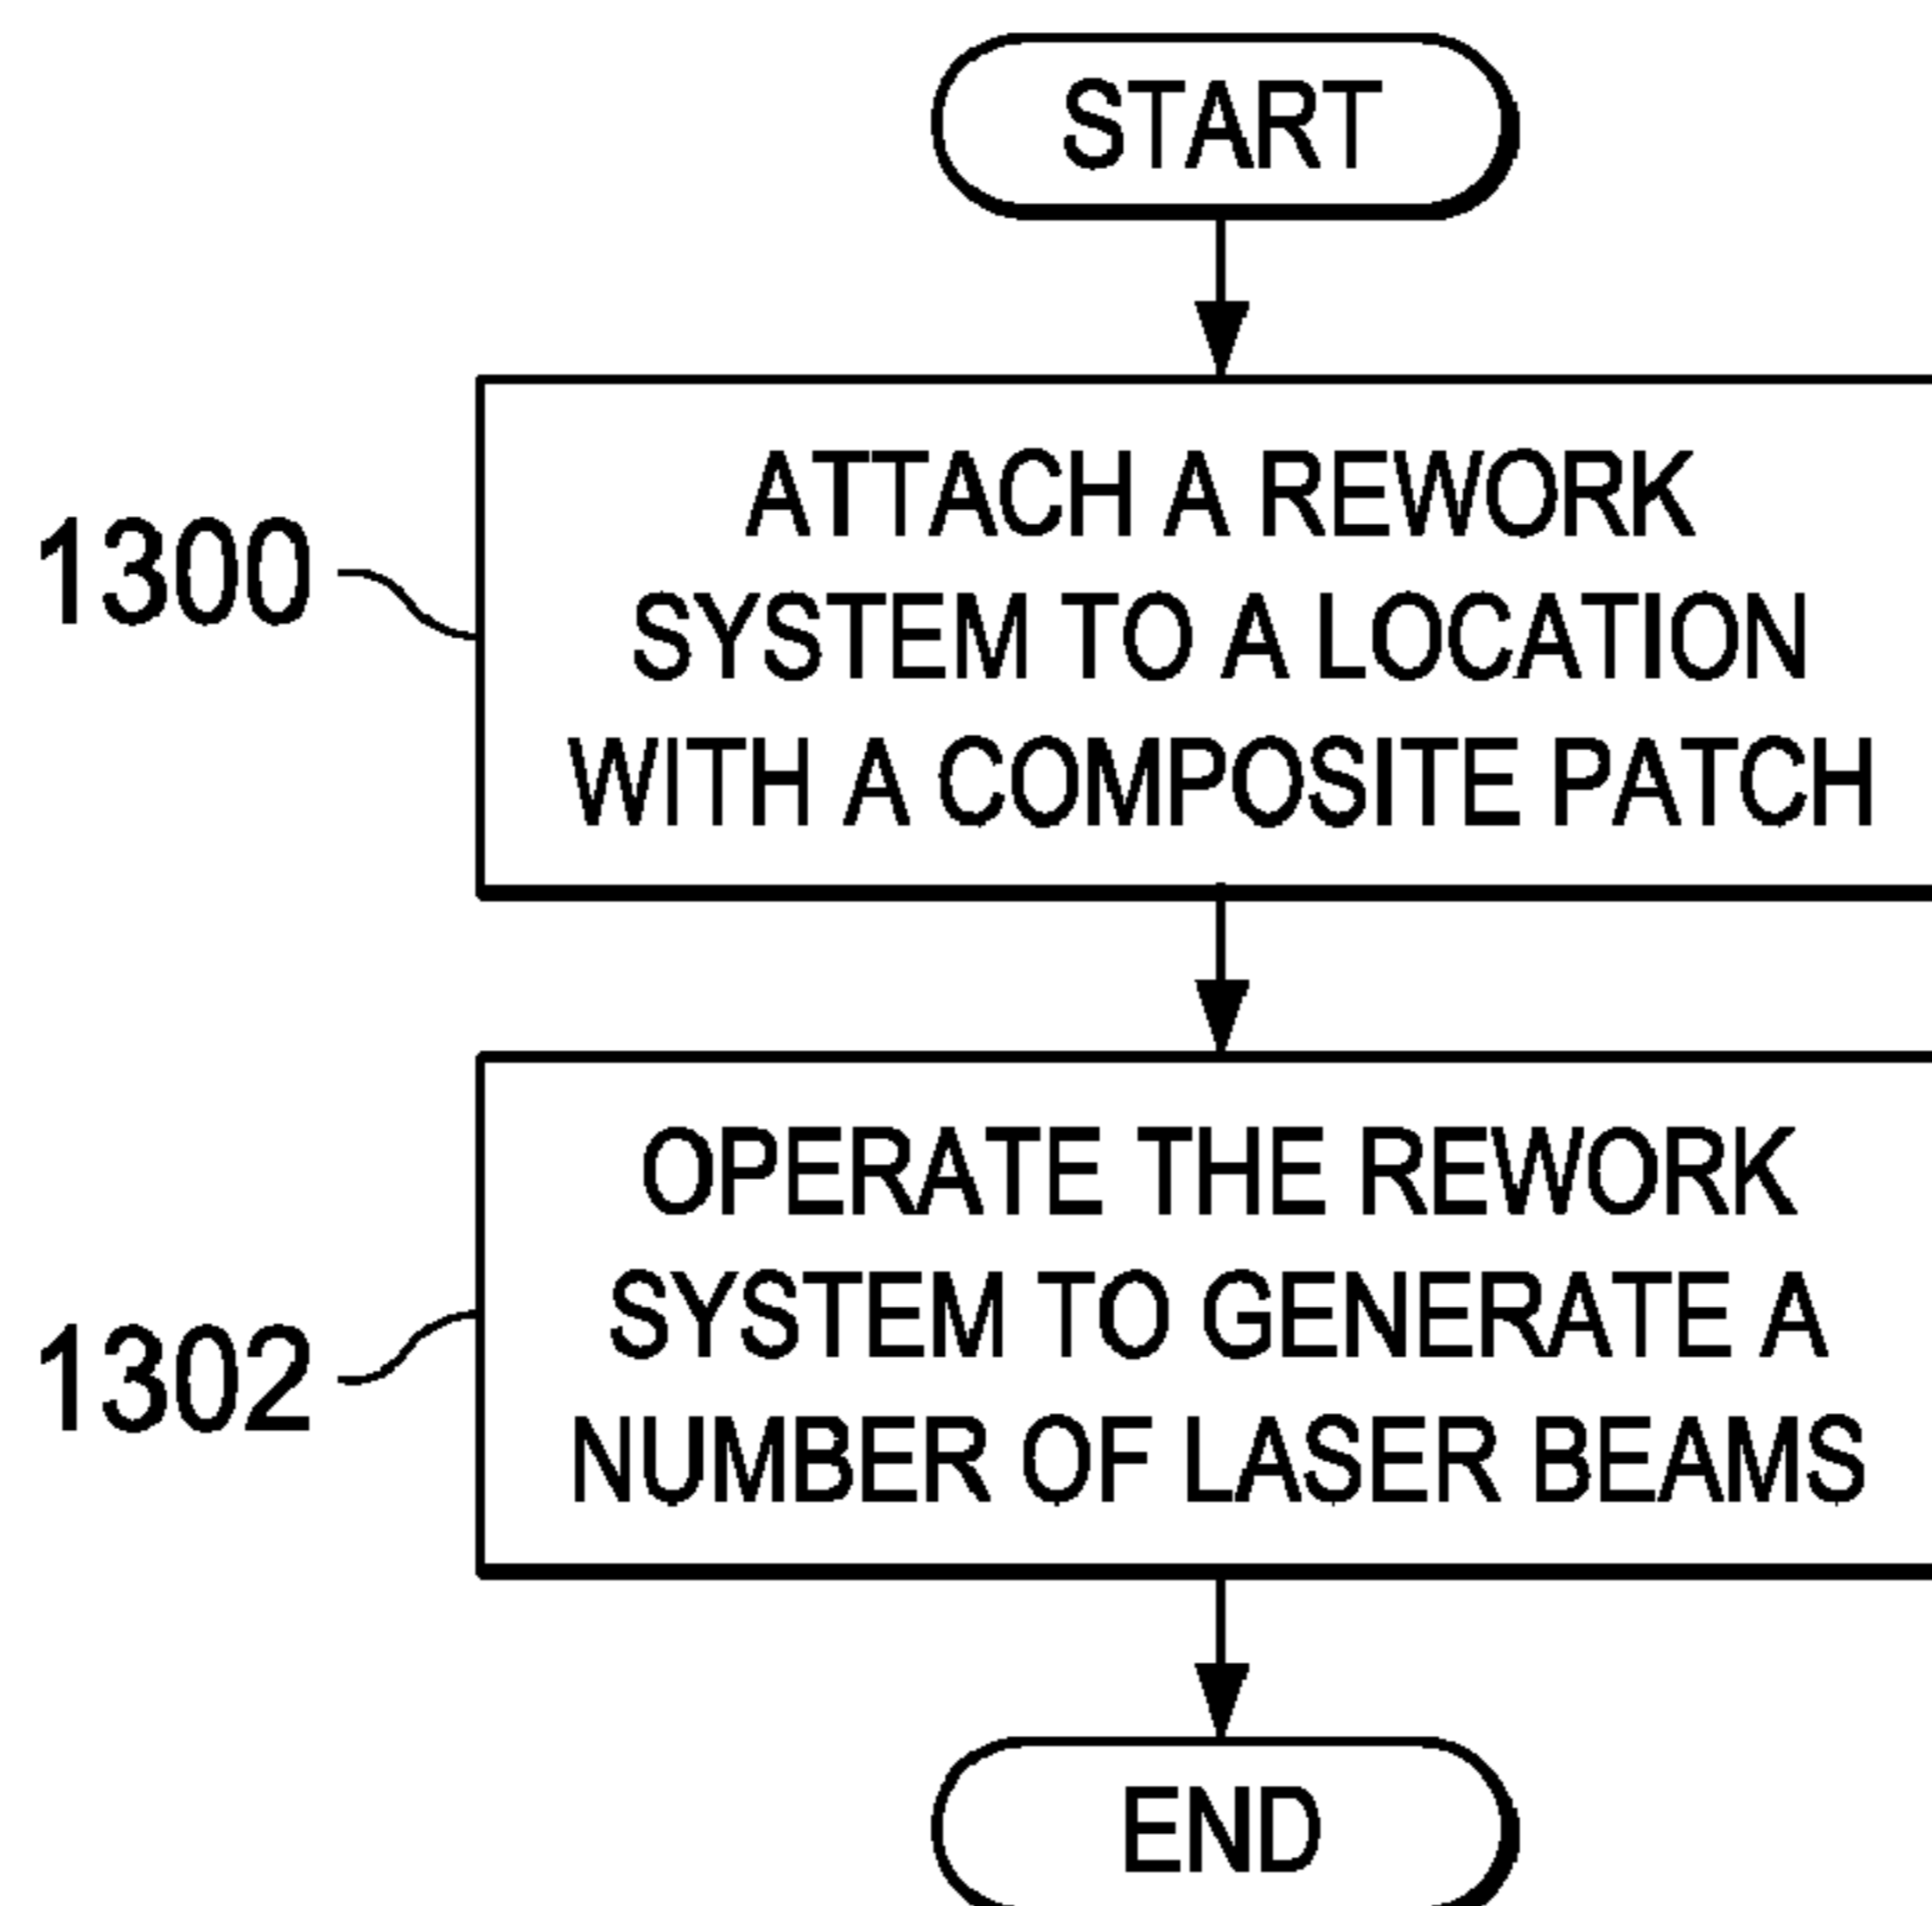 START
1300
ATTACH A REWORK
SYSTEM TO A LOCATION
WITH A COMPOSITE PATCH
1302
OPERATE THE REWORK
SYSTEM TO GENERATE A
NUMBER OF LASER BEAMS
END